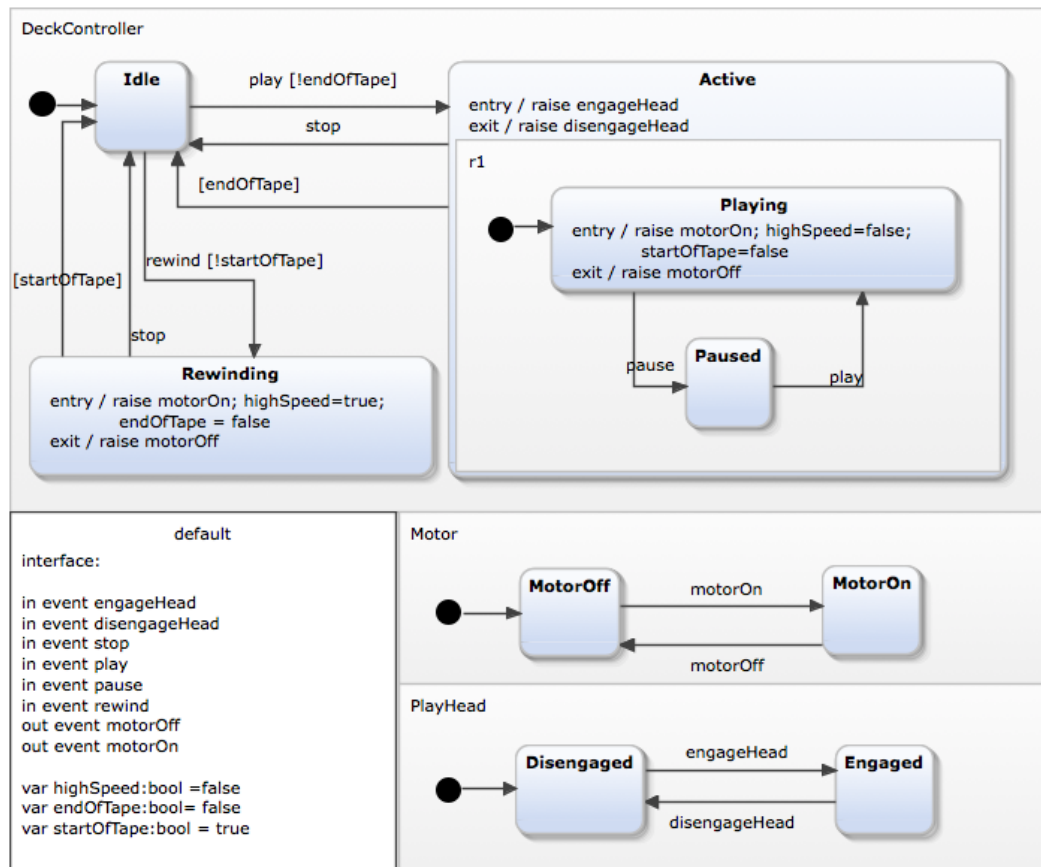 DeckController
Idle
play [!endOfTape]
stop
[endOfTape]
Active
entry / raise engageHead
exit / raise disengageHead
r1
Playing
entry / raise motorOn; highSpeed=false;
startOfTape=false
exit / raise motorOff
pause
Paused
play
rewind [!startOfTape]
[startOfTape]
stop
Rewinding
entry / raise motorOn; highSpeed=true;
endOfTape = false
exit / raise motorOff
default
interface:
in event engageHead
in event disengageHead
in event stop
in event play
in event pause
in event rewind
out event motorOff
out event motorOn
var highSpeed:bool =false
var endOfTape:bool= false
var startOfTape:bool = true
Motor
MotorOff
motorOn
MotorOn
motorOff
PlayHead
Disengaged
engageHead
Engaged
disengageHead